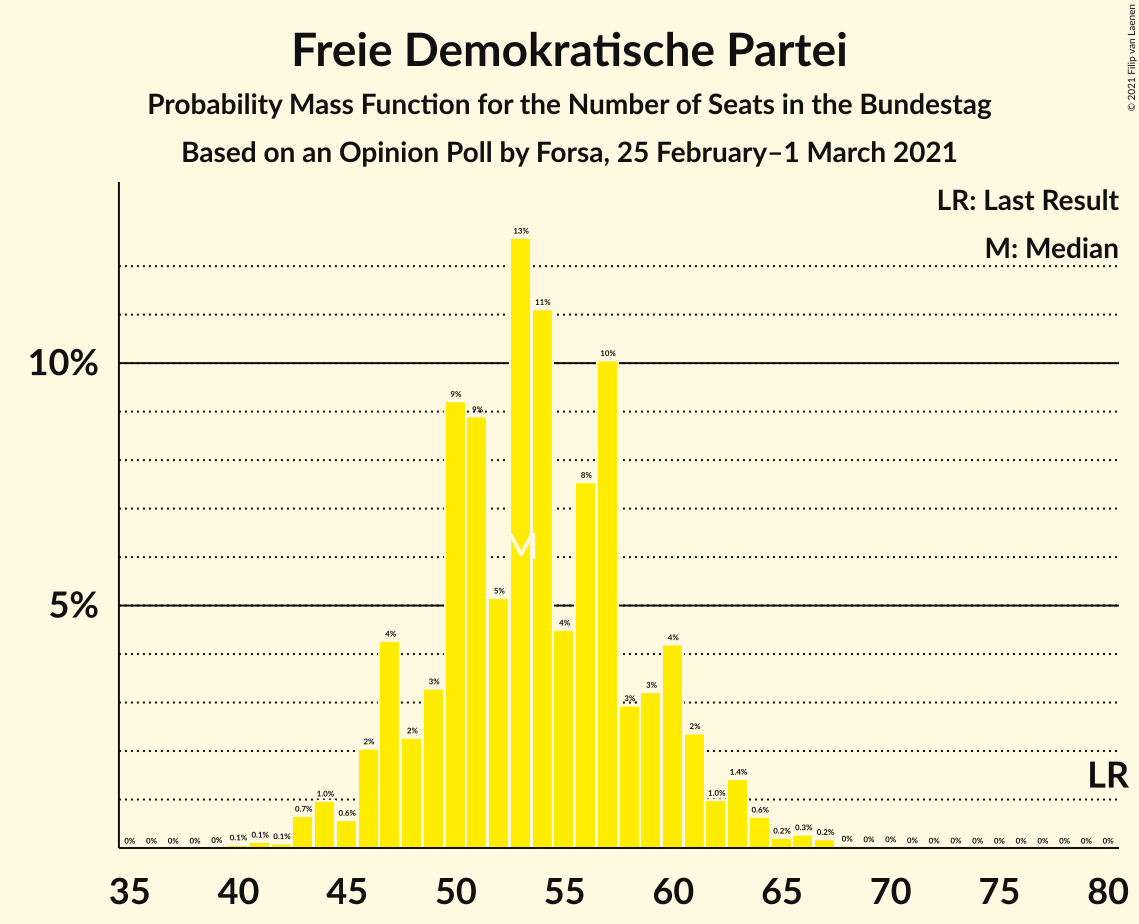 Freie Demokratische Partei
Probability Mass Function for the Number of Seats in the Bundestag
Based on an Opinion Poll by Forsa, 25 February–1 March 2021
© 2021 Filip van Laenen
LR: Last Result
M: Median
10%
5%
0% 0% 0% 0% 0% 0.1% 0.1% 0.1% 0.7% 1.0% 0.6% 2% 4% 2% 3% 9% 9% 5% 13% 11% 4% 8% 10% 3% 3% 4% 2% 1.0% 1.4% 0.6% 0.2% 0.3% 0.2% 0% 0% 0% 0% 0% 0% 0% 0% 0% 0% 0% 0% 0%
M
LR
35 40 45 50 55 60 65 70 75 80